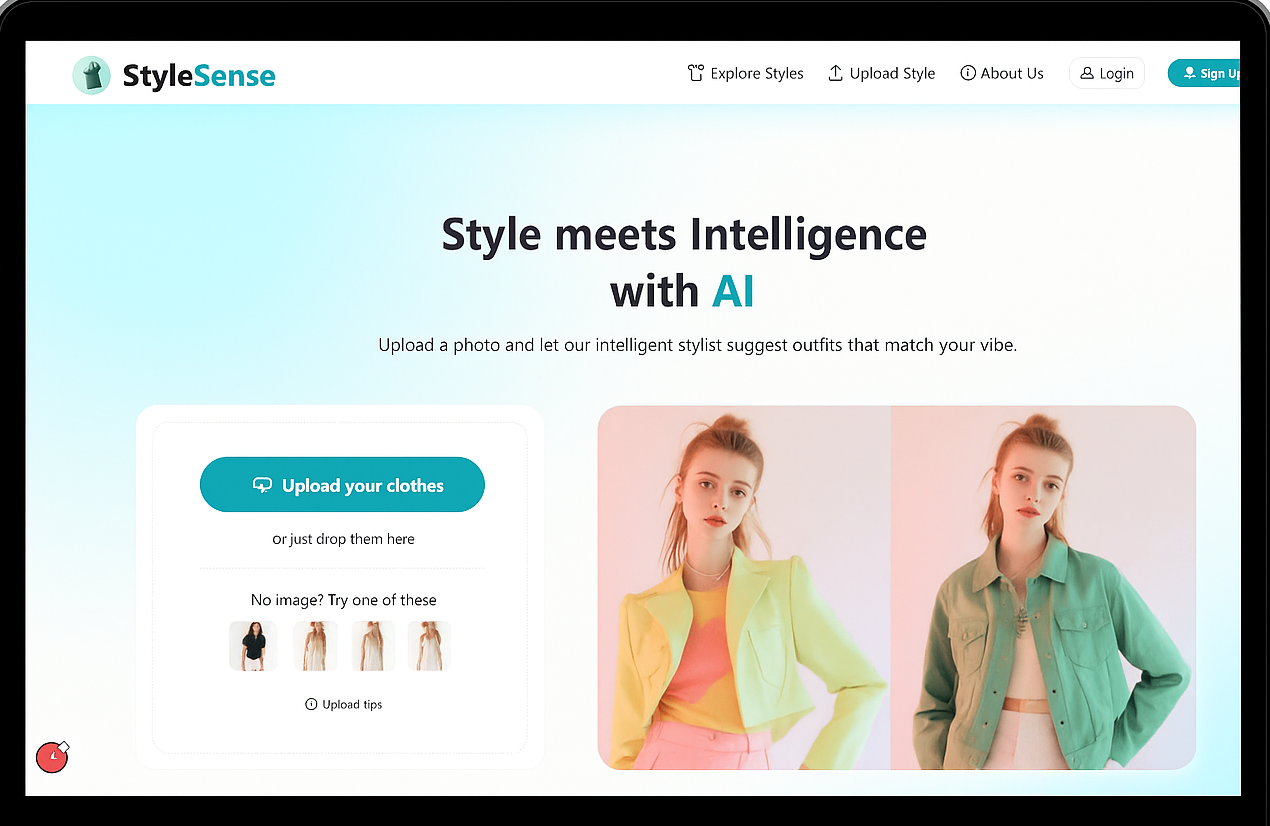 StyleSense
Explore Styles
Upload Style
About Us
Login
Sign Up
Style meets Intelligence
with AI
Upload a photo and let our intelligent stylist suggest outfits that match your vibe.
Upload your clothes
or just drop them here
No image? Try one of these
Upload tips